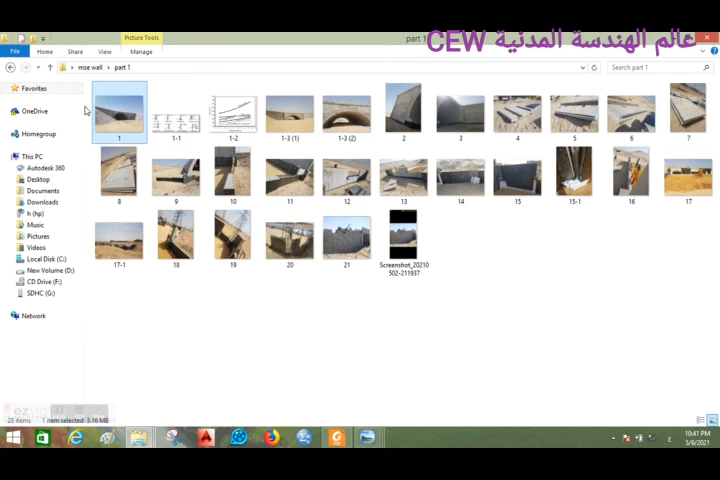 Picture Tools
part 1
عالم الهندسة المدنية CEW
File
Home
Share
View
Manage
mse wall
part 1
Search part 1
Favorites
OneDrive
Homegroup
This PC
Autodesk 360
Desktop
Documents
Downloads
h (hp)
Music
Pictures
Videos
Local Disk (C:)
New Volume (D:)
CD Drive (F:)
SDHC (G:)
Network
1
1-1
1-2
1-3 (1)
1-3 (2)
2
3
4
5
6
7
8
9
10
11
12
13
14
15
15-1
16
17
17-1
18
19
20
21
Screenshot_20210
502-211937
28 items
1 item selected 3.16 MB
ع
10:41 PM
5/6/2021